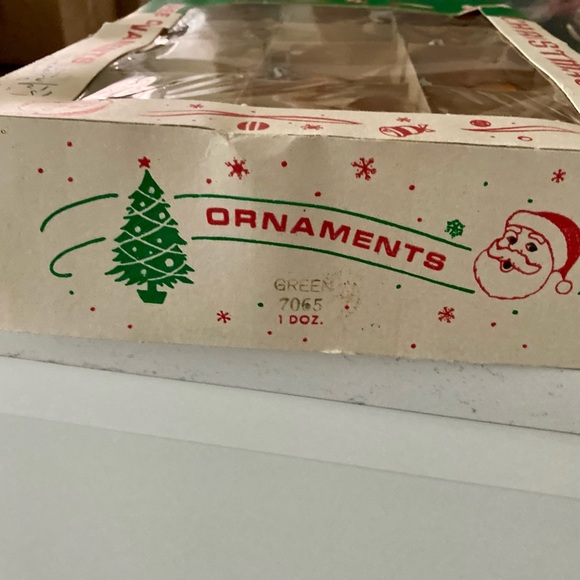 ORNAMENTS
GREEN
7065
1 DOZ.